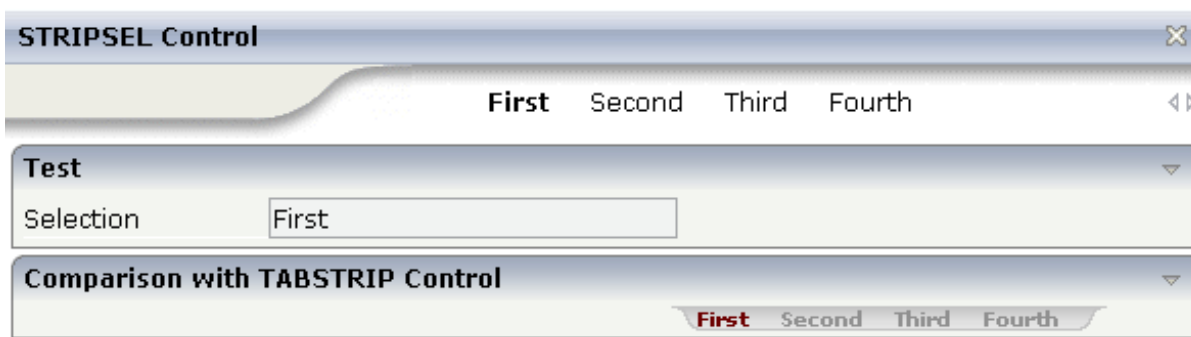 STRIPSEL Control
First Second Third Fourth
Test
Selection First
Comparison with TABSTRIP Control
First Second Third Fourth